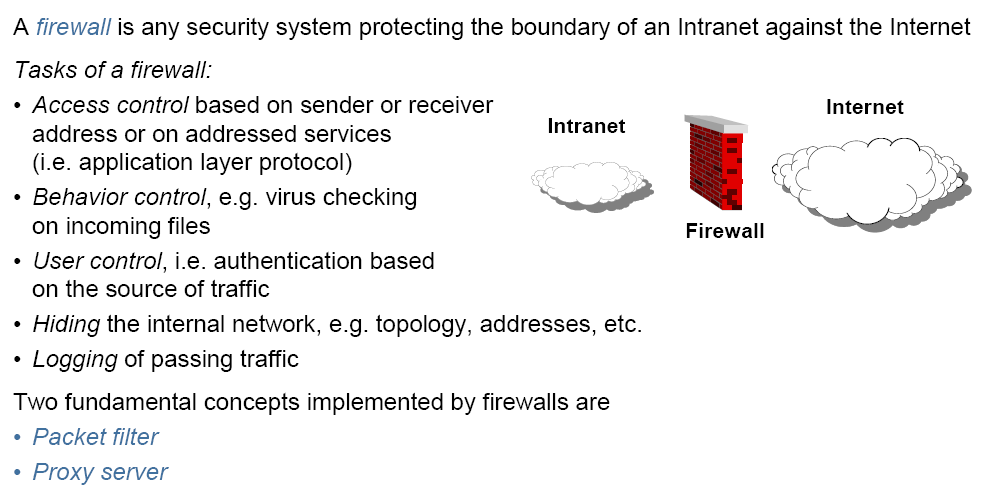 A firewall is any security system protecting the boundary of an Intranet against the Internet
Tasks of a firewall:
• Access control based on sender or receiver
address or on addressed services
(i.e. application layer protocol)
• Behavior control, e.g. virus checking
on incoming files
• User control, i.e. authentication based
on the source of traffic
• Hiding the internal network, e.g. topology, addresses, etc.
• Logging of passing traffic
Intranet
Internet
Firewall
Two fundamental concepts implemented by firewalls are
• Packet filter
• Proxy server